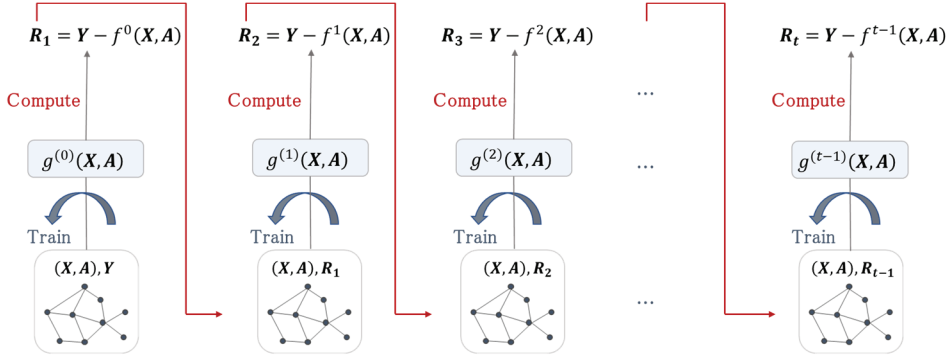 R₁ = Y − f⁰(X, A)
R₂ = Y − f¹(X, A)
R₃ = Y − f²(X, A)
Rₜ = Y − fᵗ⁻¹(X, A)
Compute
Compute
Compute
...
Compute
g⁽⁰⁾(X, A)
g⁽¹⁾(X, A)
g⁽²⁾(X, A)
...
g⁽ᵗ⁻¹⁾(X, A)
Train
Train
Train
Train
(X, A), Y
(X, A), R₁
(X, A), R₂
...
(X, A), Rₜ₋₁